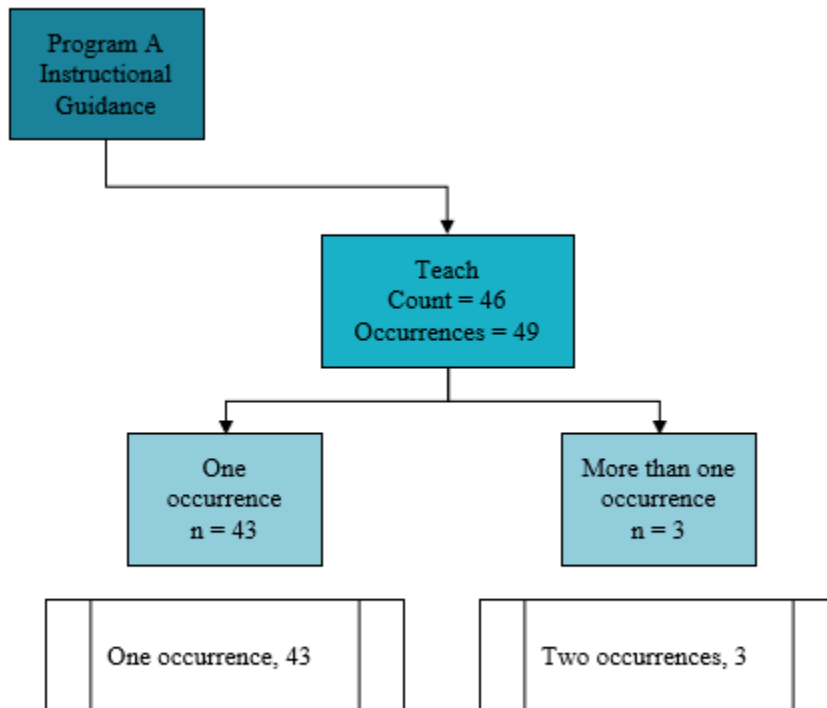 Program A
Instructional
Guidance
Teach
Count = 46
Occurrences = 49
One
occurrence
n = 43
More than one
occurrence
n = 3
One occurrence, 43
Two occurrences, 3